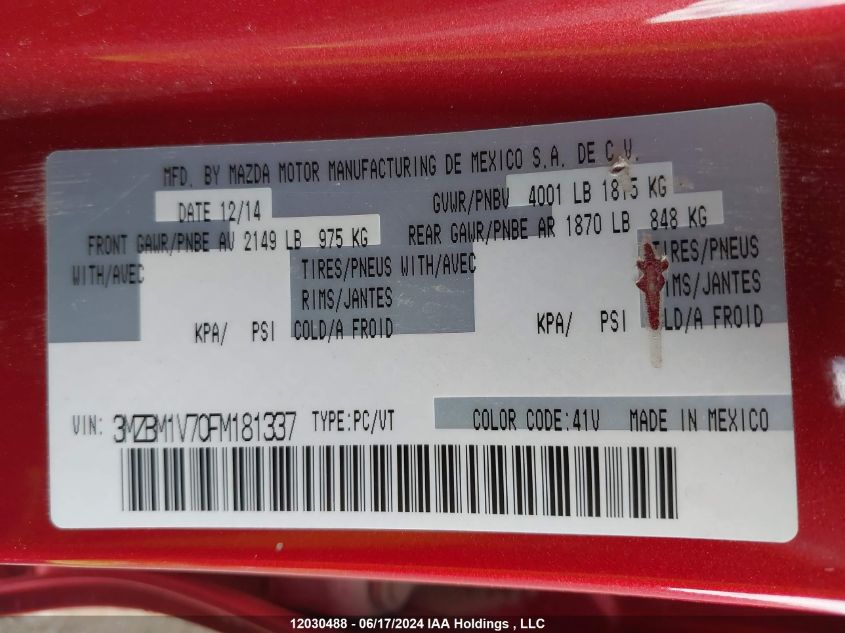 MFD. BY MAZDA MOTOR MANUFACTURING DE MEXICO S.A. DE C.V.
DATE 12/14 GVWR/PNBV 4001 LB 1815 KG
FRONT GAWR/PNBE AV 2149 LB 975 KG REAR GAWR/PNBE AR 1870 LB 848 KG
WITH/AVEC TIRES/PNEUS WITH/AVEC TIRES/PNEUS
RIMS/JANTES RIMS/JANTES
KPA/ PSI COLD/A FROID KPA/ PSI COLD/A FROID
VIN: 3MZBM1V70FM181337 TYPE:PC/VT COLOR CODE:41V MADE IN MEXICO
12030488 - 06/17/2024 IAA Holdings , LLC